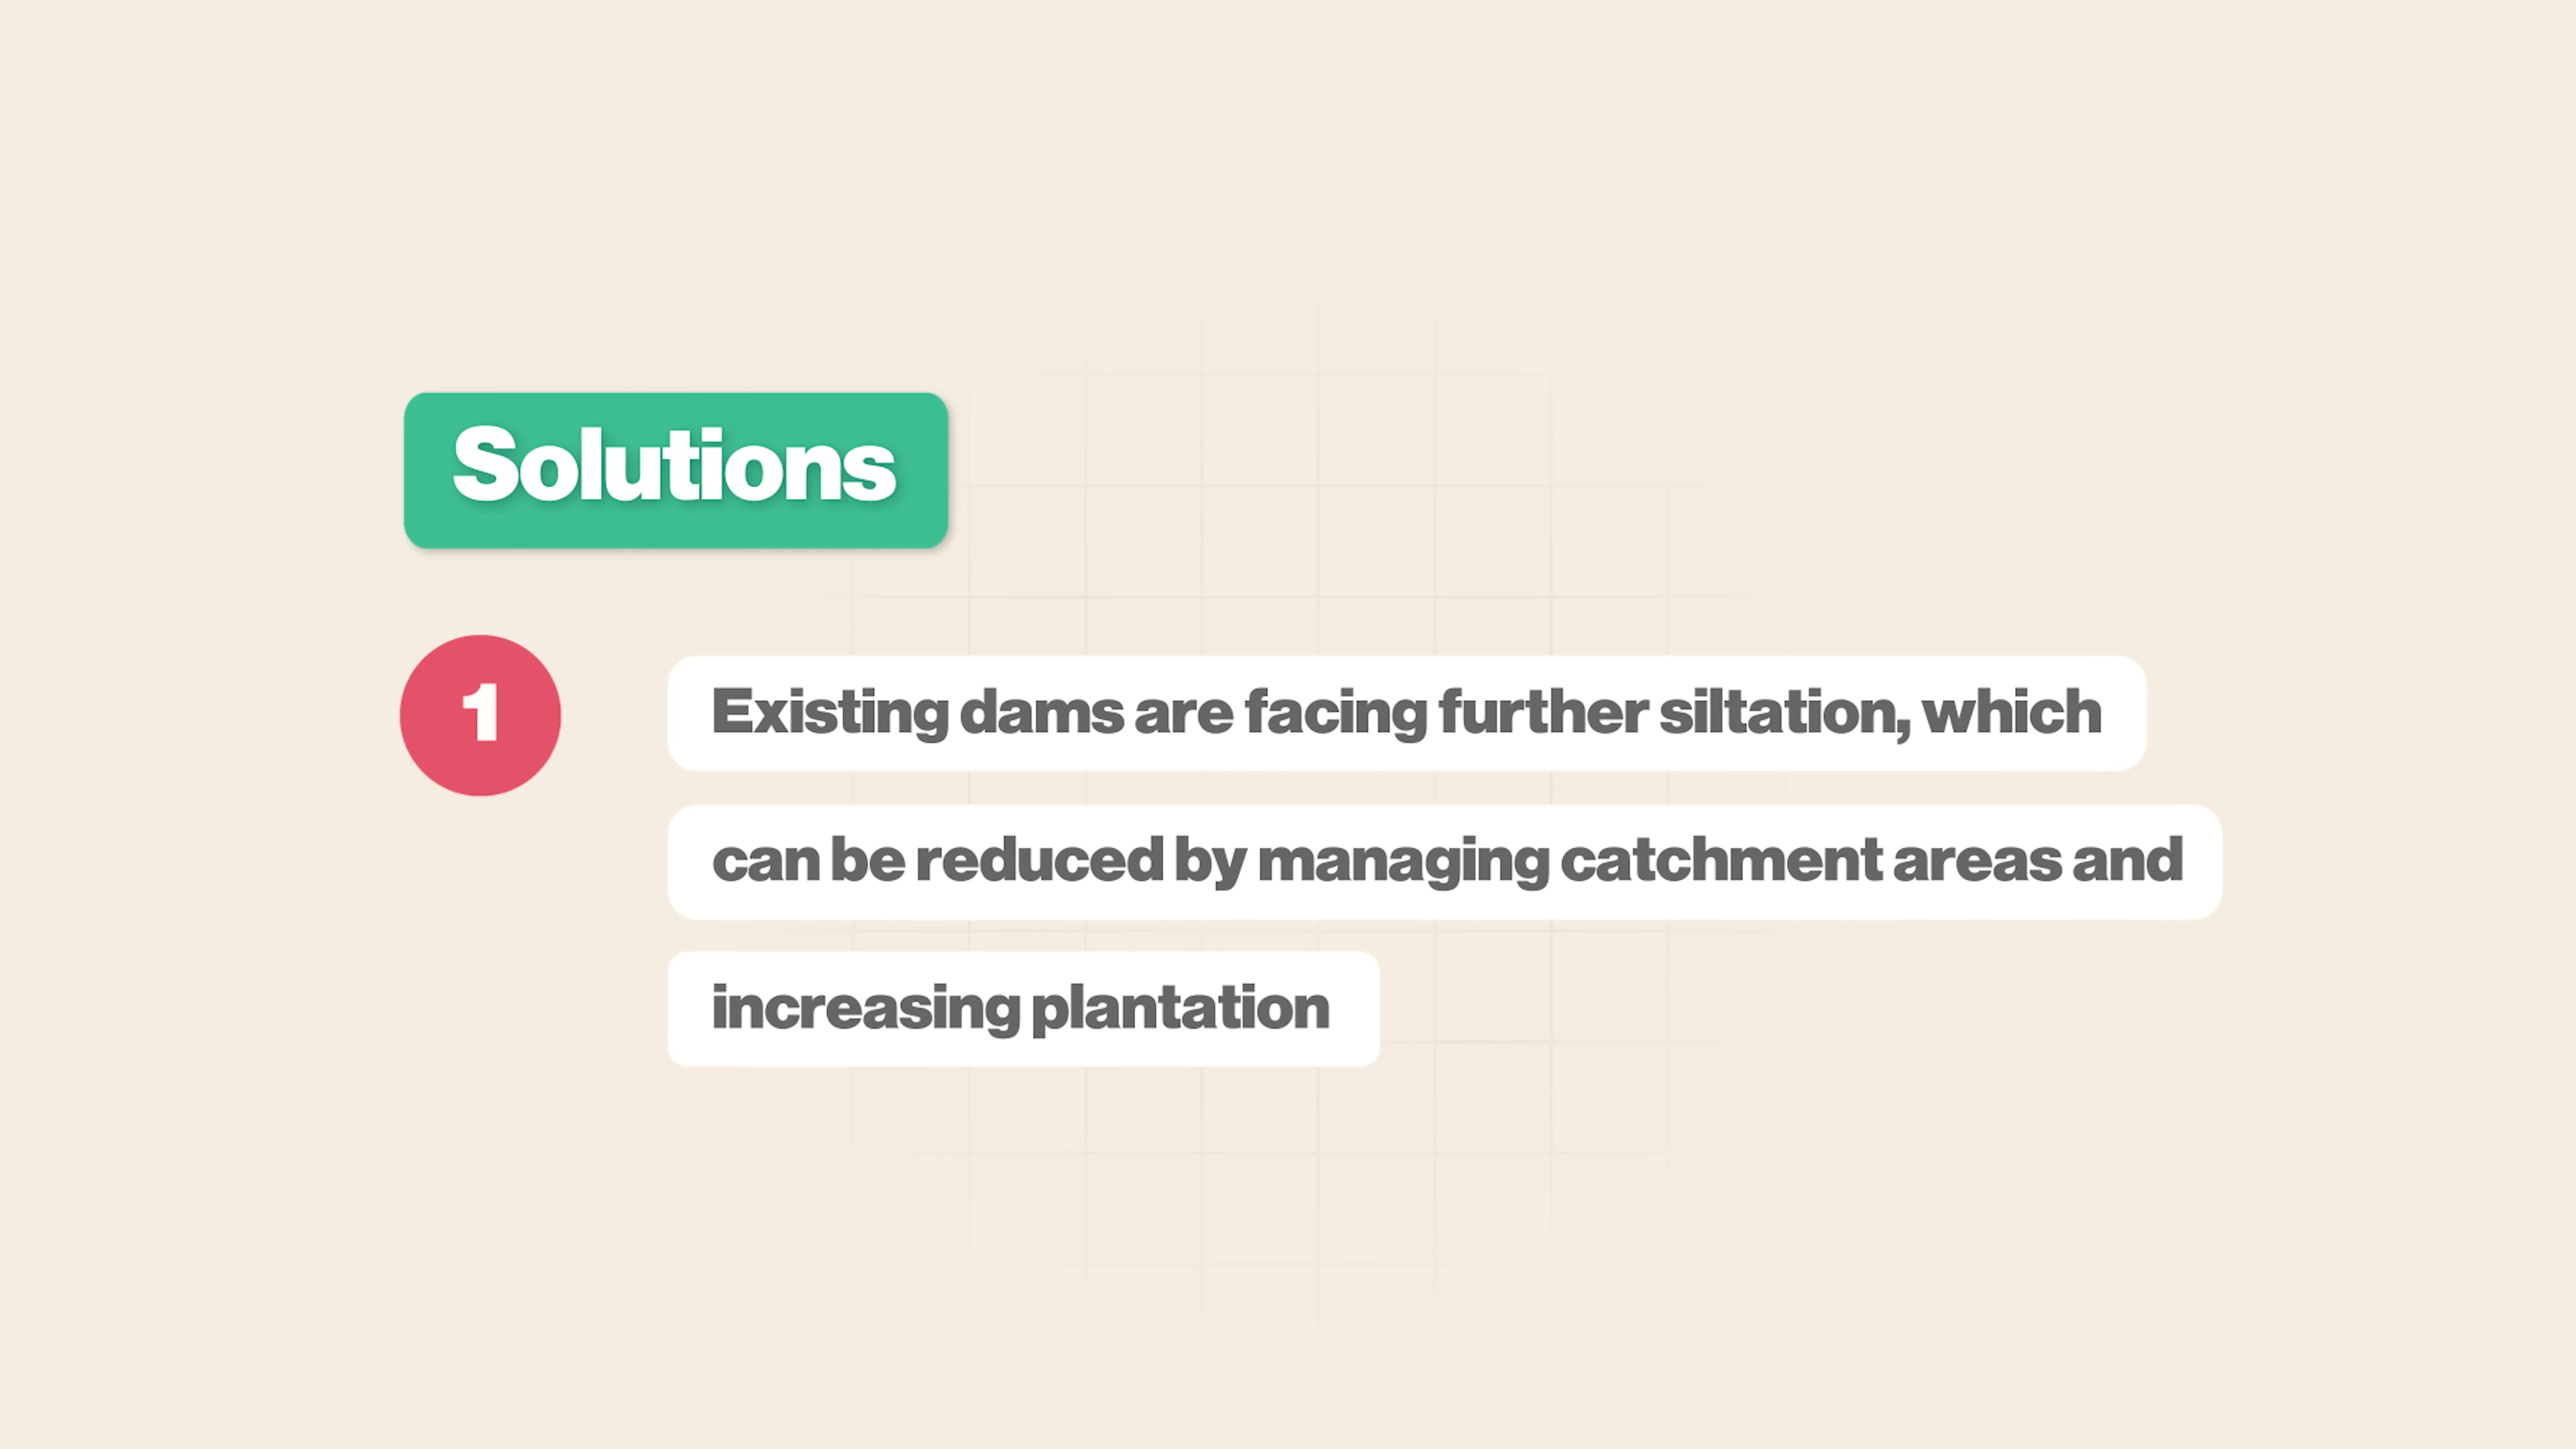 Solutions
1
Existing dams are facing further siltation, which
can be reduced by managing catchment areas and
increasing plantation